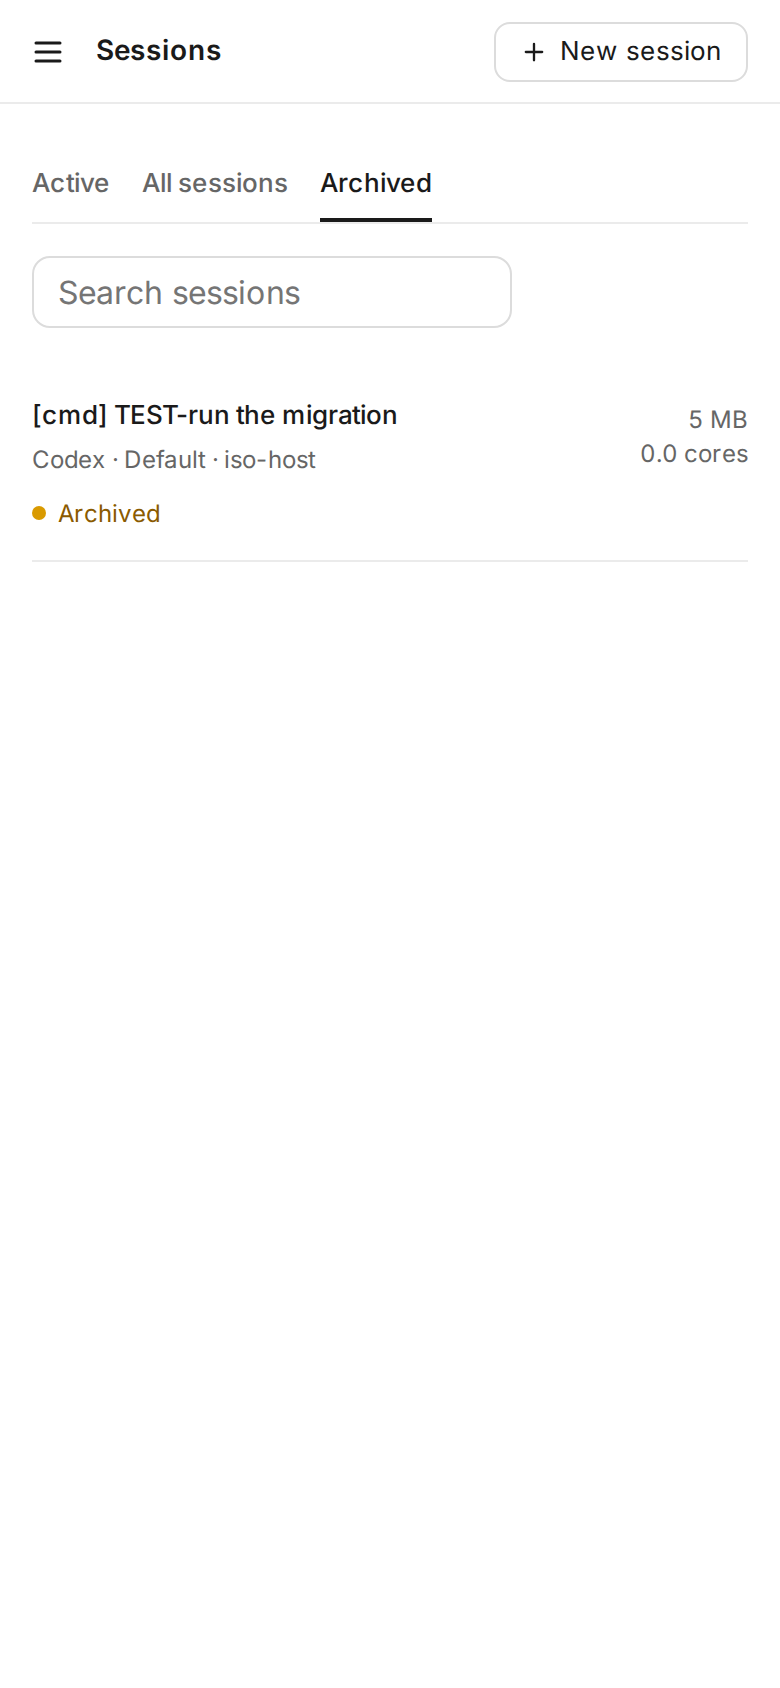 Sessions
New session
Active
All sessions
Archived
Search sessions
[cmd] TEST-run the migration
5 MB
Codex · Default · iso-host
0.0 cores
Archived